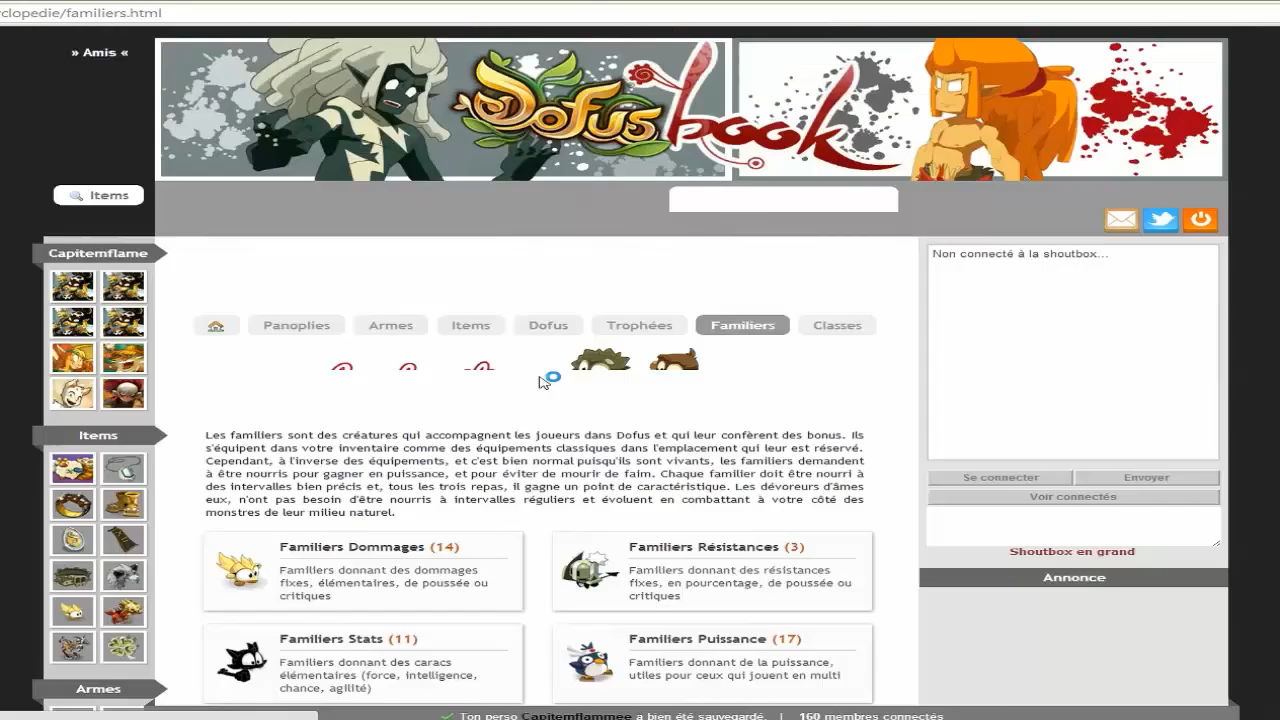 clopedie/familiers.html
» Amis «
Dofus book
Items
Capitemflame
Non connecté à la shoutbox...
Panoplies Armes Items Dofus Trophées Familiers Classes
Items
Les familiers sont des créatures qui accompagnent les joueurs dans Dofus et qui leur confèrent des bonus. Ils
s'équipent dans votre inventaire comme des équipements classiques dans l'emplacement qui leur est réservé.
Cependant, à l'inverse des équipements, et c'est bien normal puisqu'ils sont vivants, les familiers demandent
à être nourris pour gagner en puissance, et pour éviter de mourir de faim. Chaque familier doit être nourri à
des intervalles bien précis et, tous les trois repas, il gagne un point de caractéristique. Les dévoreurs d'âmes
eux, n'ont pas besoin d'être nourris à intervalles réguliers et évoluent en combattant à votre côté des
monstres de leur milieu naturel.
Se connecter Envoyer
Voir connectés
Shoutbox en grand
Annonce
Familiers Dommages (14)
Familiers donnant des dommages
fixes, élémentaires, de poussée ou
critiques
Familiers Résistances (3)
Familiers donnant des résistances
fixes, en pourcentage, de poussée ou
critiques
Familiers Stats (11)
Familiers donnant des caracs
élémentaires (force, intelligence,
chance, agilité)
Familiers Puissance (17)
Familiers donnant de la puissance,
utiles pour ceux qui jouent en multi
Armes
Ton perso Capitemflammee a bien été sauvegardé. | 160 membres connectés